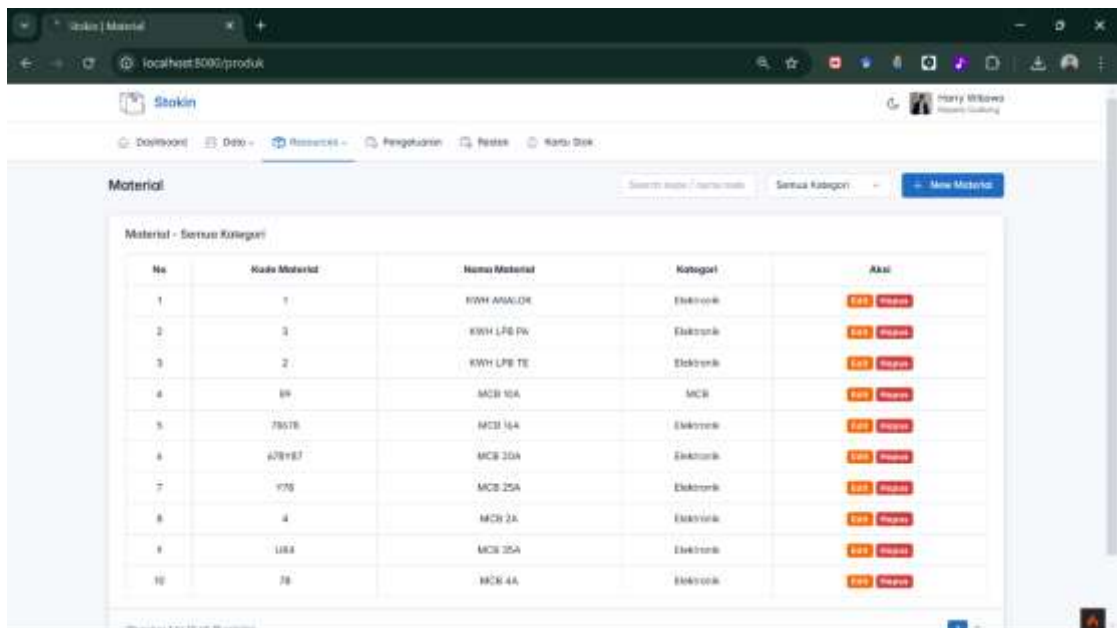 Stokin | Material
localhost:8080/produk
Stokin
Harry Wibawa
Dashboard Data Resources Pengeluaran Restok Kartu Stok
Material
Semua Kategori
+ New Material
Material - Semua Kategori
No Kode Material Nama Material Kategori Aksi
1 1 KWH ANALOK Elektronik Edit Hapus
2 3 KWH LPB PA Elektronik Edit Hapus
3 2 KWH LPB TE Elektronik Edit Hapus
4 89 MCB 10A MCB Edit Hapus
5 78678 MCB 16A Elektronik Edit Hapus
6 678Y87 MCB 20A Elektronik Edit Hapus
7 Y78 MCB 25A Elektronik Edit Hapus
8 4 MCB 2A Elektronik Edit Hapus
9 MCB 35A Elektronik Edit Hapus
10 78 MCB 4A Elektronik Edit Hapus